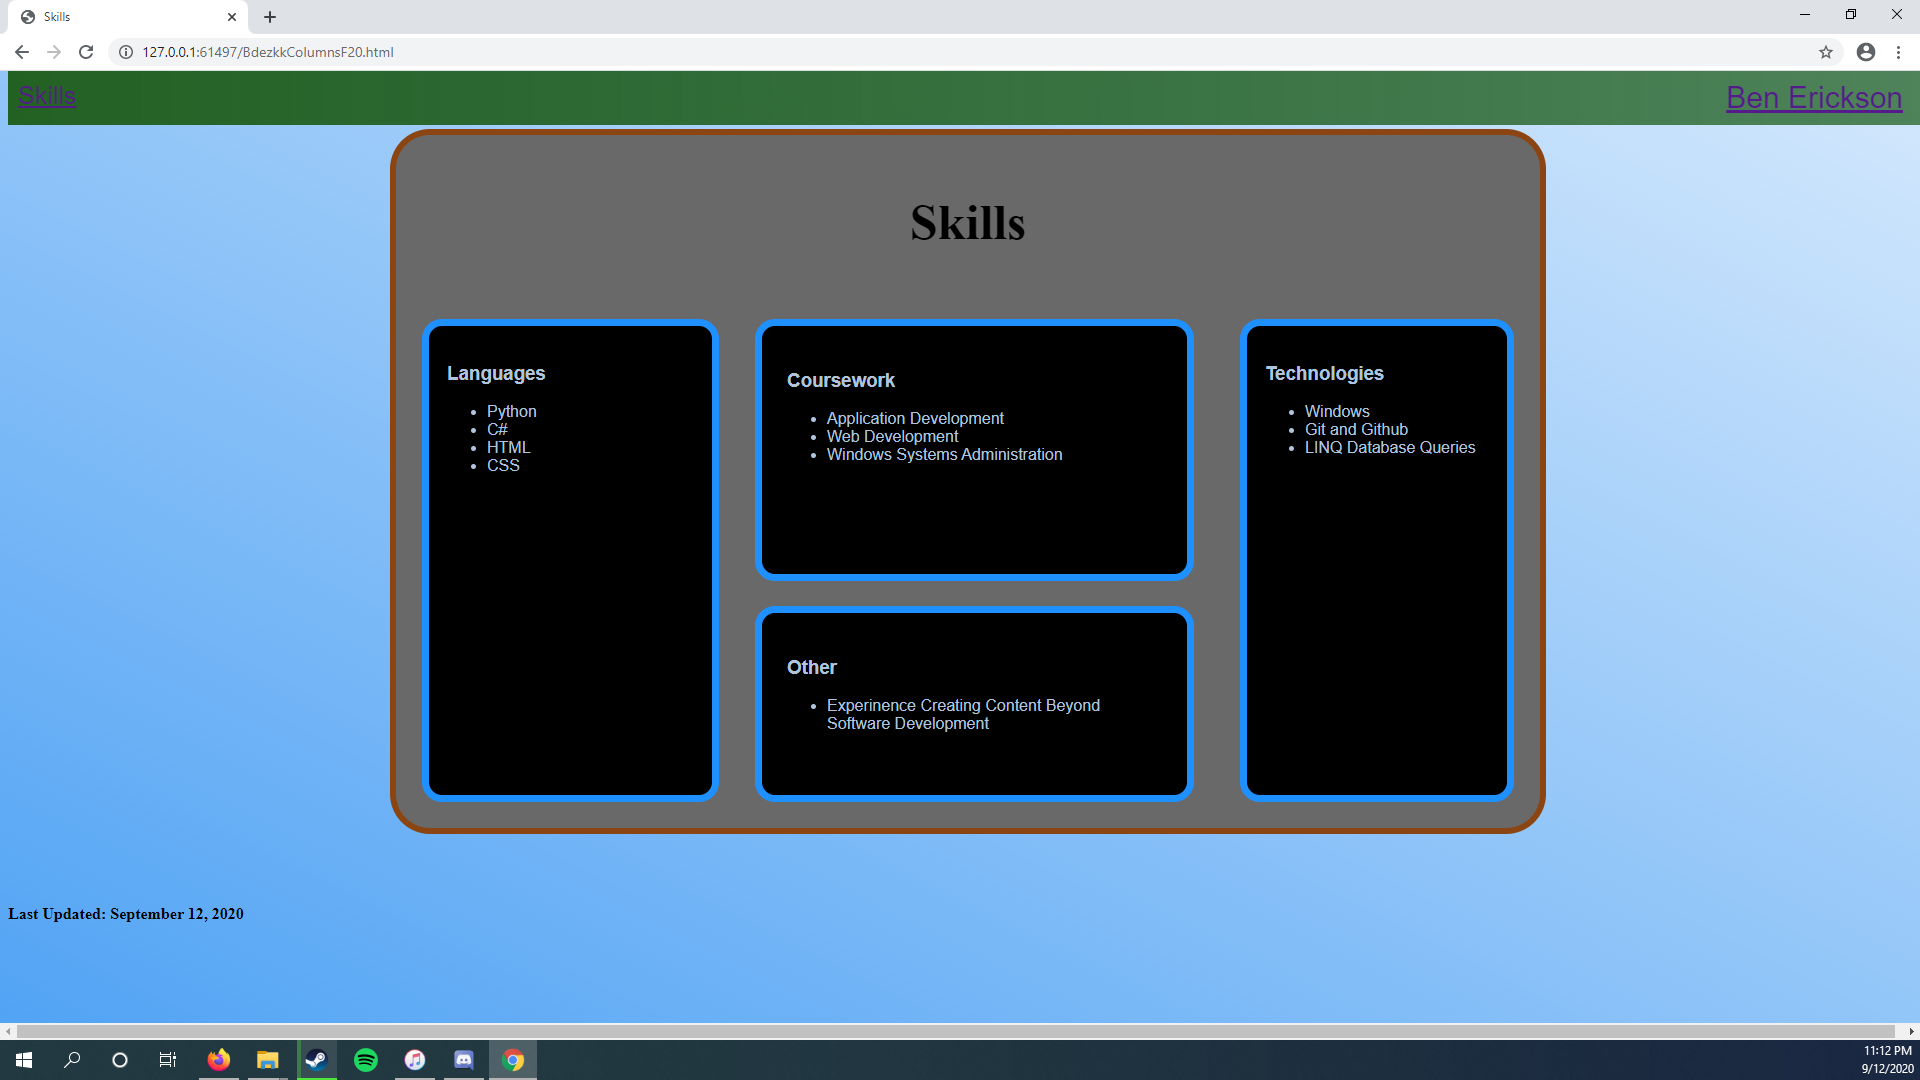 Skills
127.0.0.1:61497/BdezkkColumnsF20.html
Skills
Ben Erickson
Skills
Languages
Python
C#
HTML
CSS
Coursework
Application Development
Web Development
Windows Systems Administration
Other
Experinence Creating Content Beyond
Software Development
Technologies
Windows
Git and Github
LINQ Database Queries
Last Updated: September 12, 2020
11:12 PM
9/12/2020